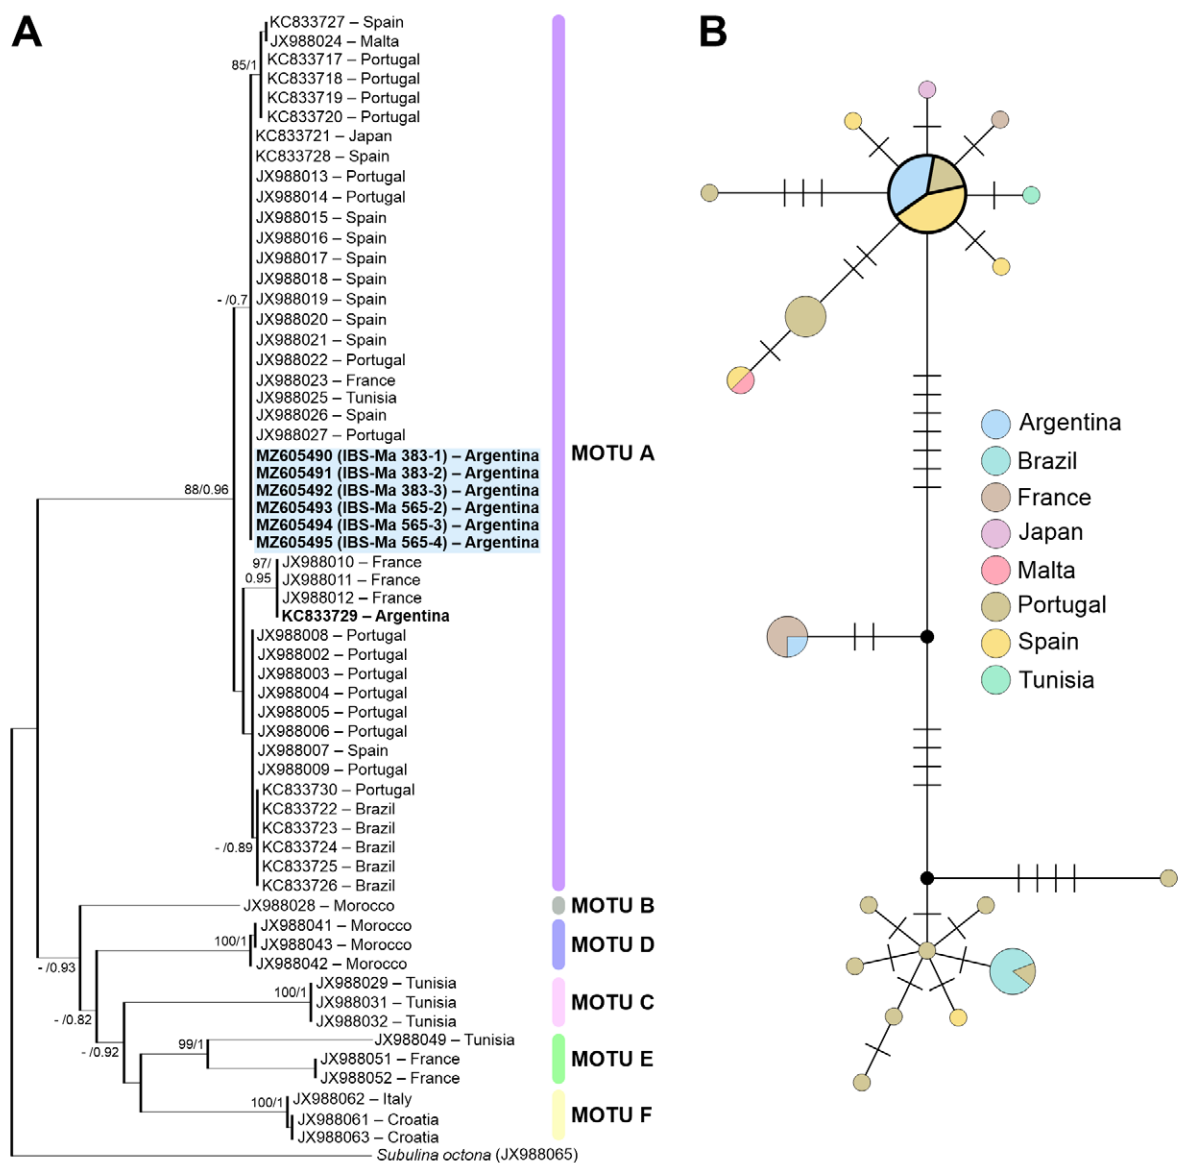 A
KC833727 – Spain
JX988024 – Malta
85/1
KC833717 – Portugal
KC833718 – Portugal
KC833719 – Portugal
KC833720 – Portugal
KC833721 – Japan
KC833728 – Spain
JX988013 – Portugal
JX988014 – Portugal
JX988015 – Spain
JX988016 – Spain
JX988017 – Spain
JX988018 – Spain
- /0.7
JX988019 – Spain
JX988020 – Spain
JX988021 – Spain
JX988022 – Portugal
JX988023 – France
JX988025 – Tunisia
JX988026 – Spain
JX988027 – Portugal
MZ605490 (IBS-Ma 383-1) – Argentina
MZ605491 (IBS-Ma 383-2) – Argentina
88/0.96
MZ605492 (IBS-Ma 383-3) – Argentina
MZ605493 (IBS-Ma 565-2) – Argentina
MZ605494 (IBS-Ma 565-3) – Argentina
MZ605495 (IBS-Ma 565-4) – Argentina
97/
0.95
JX988010 – France
JX988011 – France
JX988012 – France
KC833729 – Argentina
JX988008 – Portugal
JX988002 – Portugal
JX988003 – Portugal
JX988004 – Portugal
JX988005 – Portugal
JX988006 – Portugal
JX988007 – Spain
JX988009 – Portugal
KC833730 – Portugal
KC833722 – Brazil
KC833723 – Brazil
- /0.89
KC833724 – Brazil
KC833725 – Brazil
KC833726 – Brazil
JX988028 – Morocco
JX988041 – Morocco
100/1
JX988043 – Morocco
JX988042 – Morocco
- /0.93
JX988029 – Tunisia
100/1
JX988031 – Tunisia
JX988032 – Tunisia
- /0.82
JX988049 – Tunisia
99/1
- /0.92
JX988051 – France
JX988052 – France
JX988062 – Italy
100/1
JX988061 – Croatia
JX988063 – Croatia
Subulina octona (JX988065)
MOTU A
MOTU B
MOTU D
MOTU C
MOTU E
MOTU F
B
Argentina
Brazil
France
Japan
Malta
Portugal
Spain
Tunisia